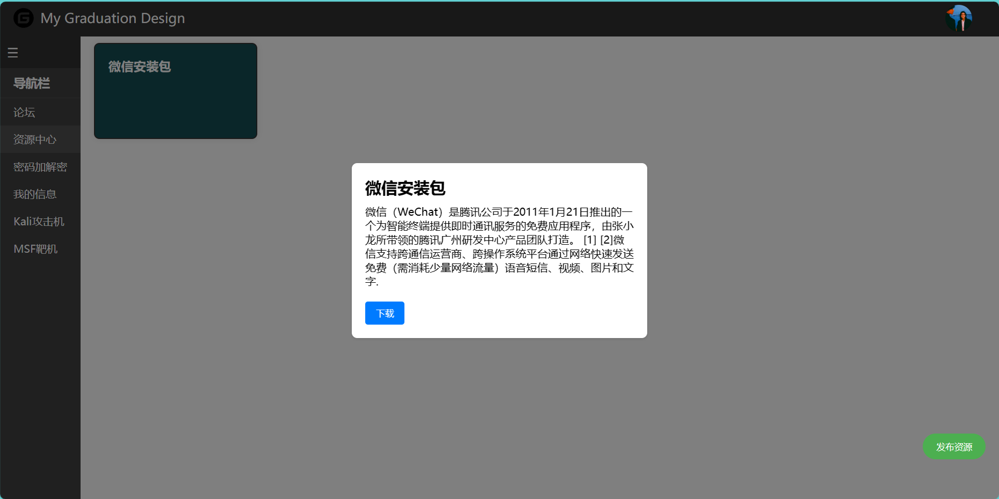 My Graduation Design
☰
导航栏
论坛
资源中心
密码加解密
我的信息
Kali攻击机
MSF靶机
微信安装包
微信安装包
微信（WeChat）是腾讯公司于2011年1月21日推出的一
个为智能终端提供即时通讯服务的免费应用程序，由张小
龙所带领的腾讯广州研发中心产品团队打造。 [1] [2]微
信支持跨通信运营商、跨操作系统平台通过网络快速发送
免费（需消耗少量网络流量）语音短信、视频、图片和文
字.
下载
发布资源